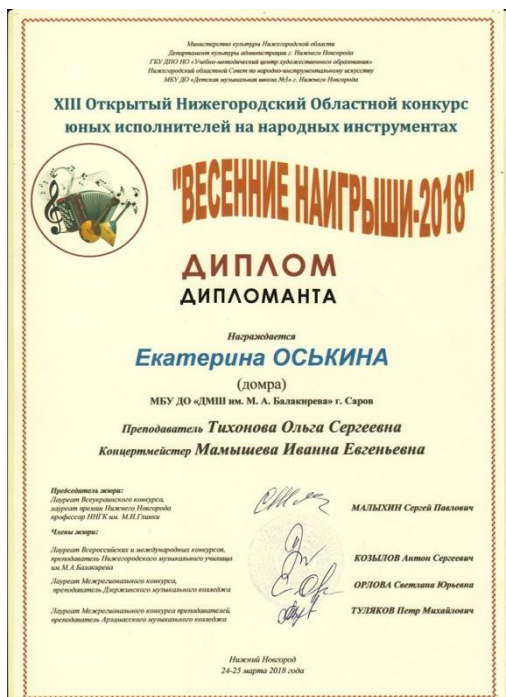 Министерство культуры Нижегородской области
Департамент культуры администрации г. Нижнего Новгорода
ГБУ ДПО НО «Учебно-методический центр художественного образования»
Нижегородский областной Совет по народно-инструментальному искусству
МБУ ДО «Детская музыкальная школа №3» г. Нижнего Новгорода
XIII Открытый Нижегородский Областной конкурс
юных исполнителей на народных инструментах
"ВЕСЕННИЕ НАИГРЫШИ-2018"
ДИПЛОМ
ДИПЛОМАНТА
Награждается
Екатерина ОСЬКИНА
(домра)
МБУ ДО «ДМШ им. М. А. Балакирева» г. Саров
Преподаватель Тихонова Ольга Сергеевна
Концертмейстер Мамышева Иванна Евгеньевна
Председатель жюри:
Лауреат Всеукраинского конкурса,
лауреат премии Нижнего Новгорода
профессор ННГК им. М.И.Глинки
МАЛЫХИН Сергей Павлович
Члены жюри:
Лауреат Всероссийских и международных конкурсов,
преподаватель Нижегородского музыкального училища
им.М.А.Балакирева
КОЗЫЛОВ Антон Сергеевич
Лауреат Межрегионального конкурса,
преподаватель Дзержинского музыкального колледжа
ОРЛОВА Светлана Юрьевна
Лауреат Межрегионального конкурса преподавателей,
преподаватель Арзамасского музыкального колледжа
ТУЛЯКОВ Петр Михайлович
Нижний Новгород
24-25 марта 2018 года